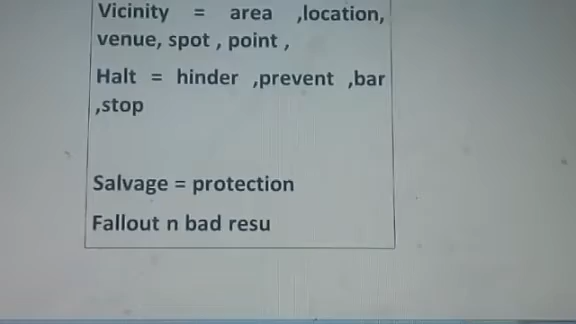 Vicinity = area ,location,
venue, spot , point ,
Halt = hinder ,prevent ,bar
,stop
Salvage = protection
Fallout n bad resu